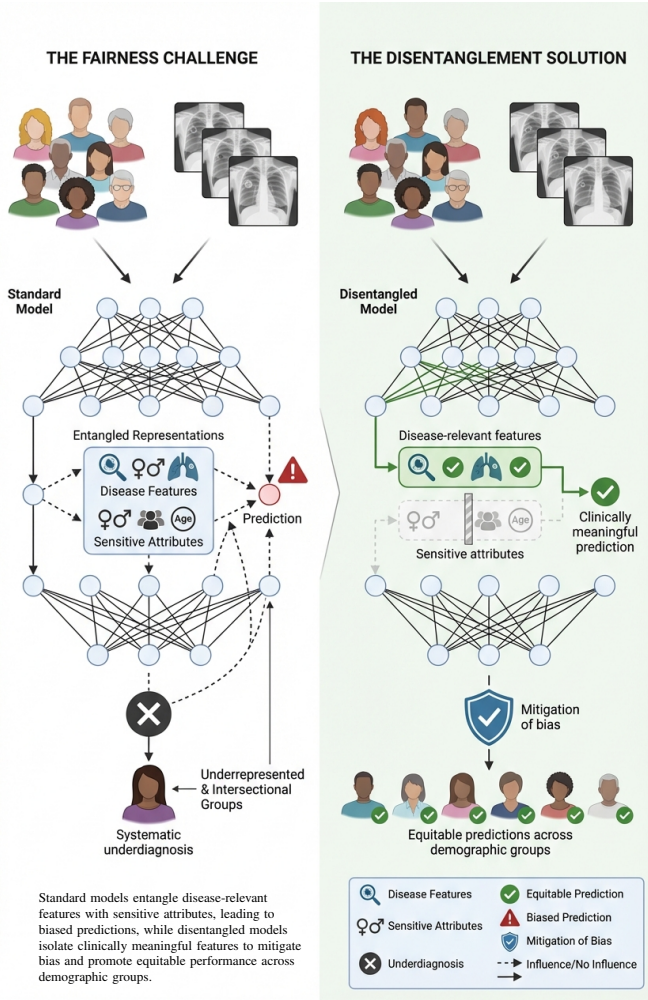 THE FAIRNESS CHALLENGE
Standard
Model
Entangled Representations
Disease Features
Age
Sensitive Attributes
Prediction
Underrepresented
& Intersectional
Groups
Systematic
underdiagnosis
Standard models entangle disease-relevant
features with sensitive attributes, leading to
biased predictions, while disentangled models
isolate clinically meaningful features to mitigate
bias and promote equitable performance across
demographic groups.
THE DISENTANGLEMENT SOLUTION
Disentangled
Model
Disease-relevant features
Age
Sensitive attributes
Clinically
meaningful
prediction
Mitigation
of bias
Equitable predictions across
demographic groups
Disease Features
Sensitive Attributes
Underdiagnosis
Equitable Prediction
Biased Prediction
Mitigation of Bias
Influence/No Influence